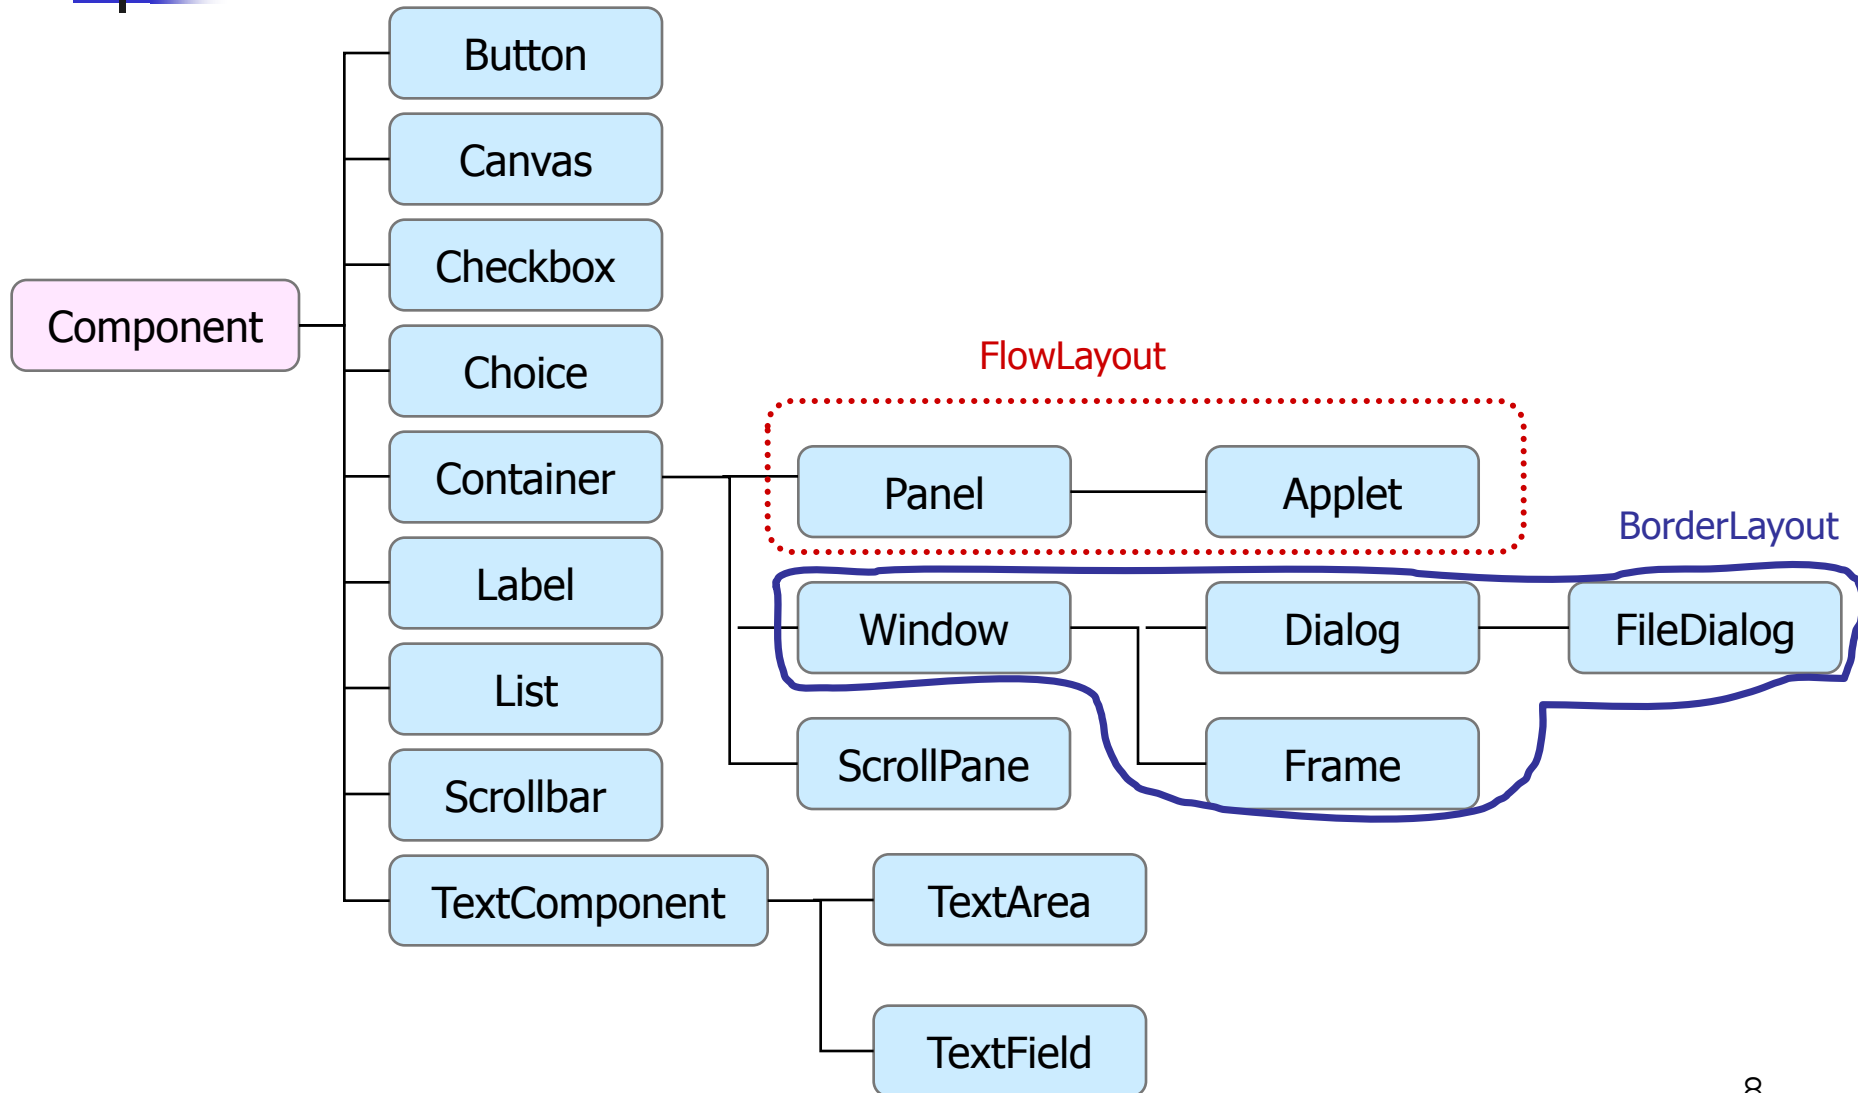 Button
Canvas
Checkbox
Component
Choice
FlowLayout
Container
Panel
Applet
BorderLayout
Label
Window
Dialog
FileDialog
List
ScrollPane
Frame
Scrollbar
TextComponent
TextArea
TextField
8